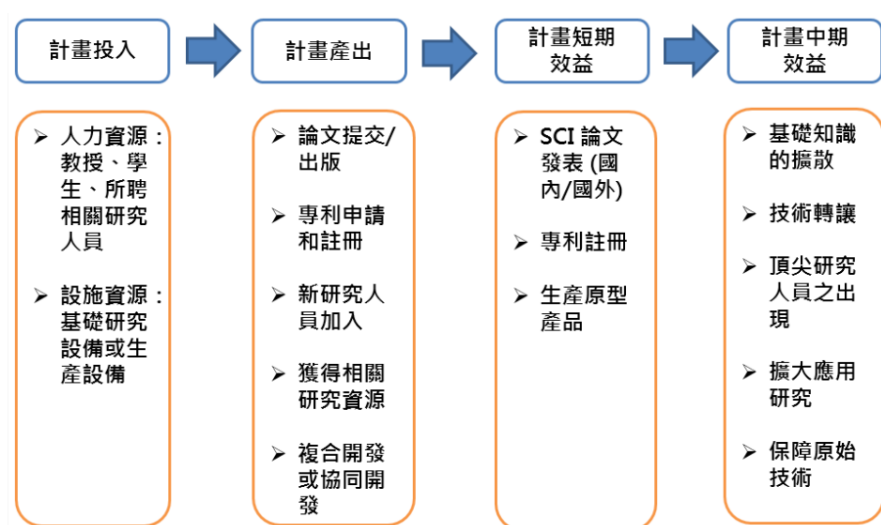 計畫投入
計畫產出
計畫短期
效益
計畫中期
效益
➢ 人力資源：
教授、學
生、所聘
相關研究
人員
➢ 設施資源：
基礎研究
設備或生
產設備
➢ 論文提交/
出版
➢ 專利申請
和註冊
➢ 新研究人
員加入
➢ 獲得相關
研究資源
➢ 複合開發
或協同開
發
➢ SCI 論文
發表 (國
內/國外)
➢ 專利註冊
➢ 生產原型
產品
➢ 基礎知識
的擴散
➢ 技術轉讓
➢ 頂尖研究
人員之出
現
➢ 擴大應用
研究
➢ 保障原始
技術